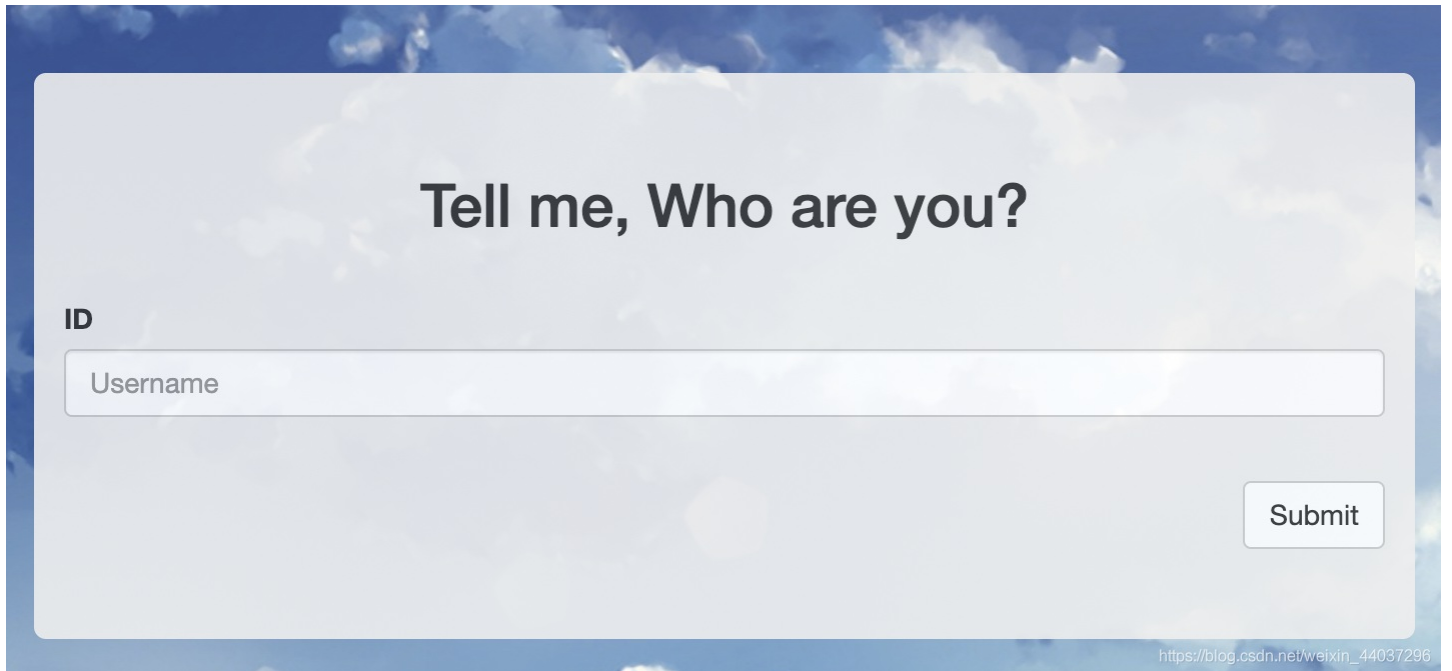 Tell me, Who are you?
ID
Username
Submit
https://blog.csdn.net/weixin_44037296